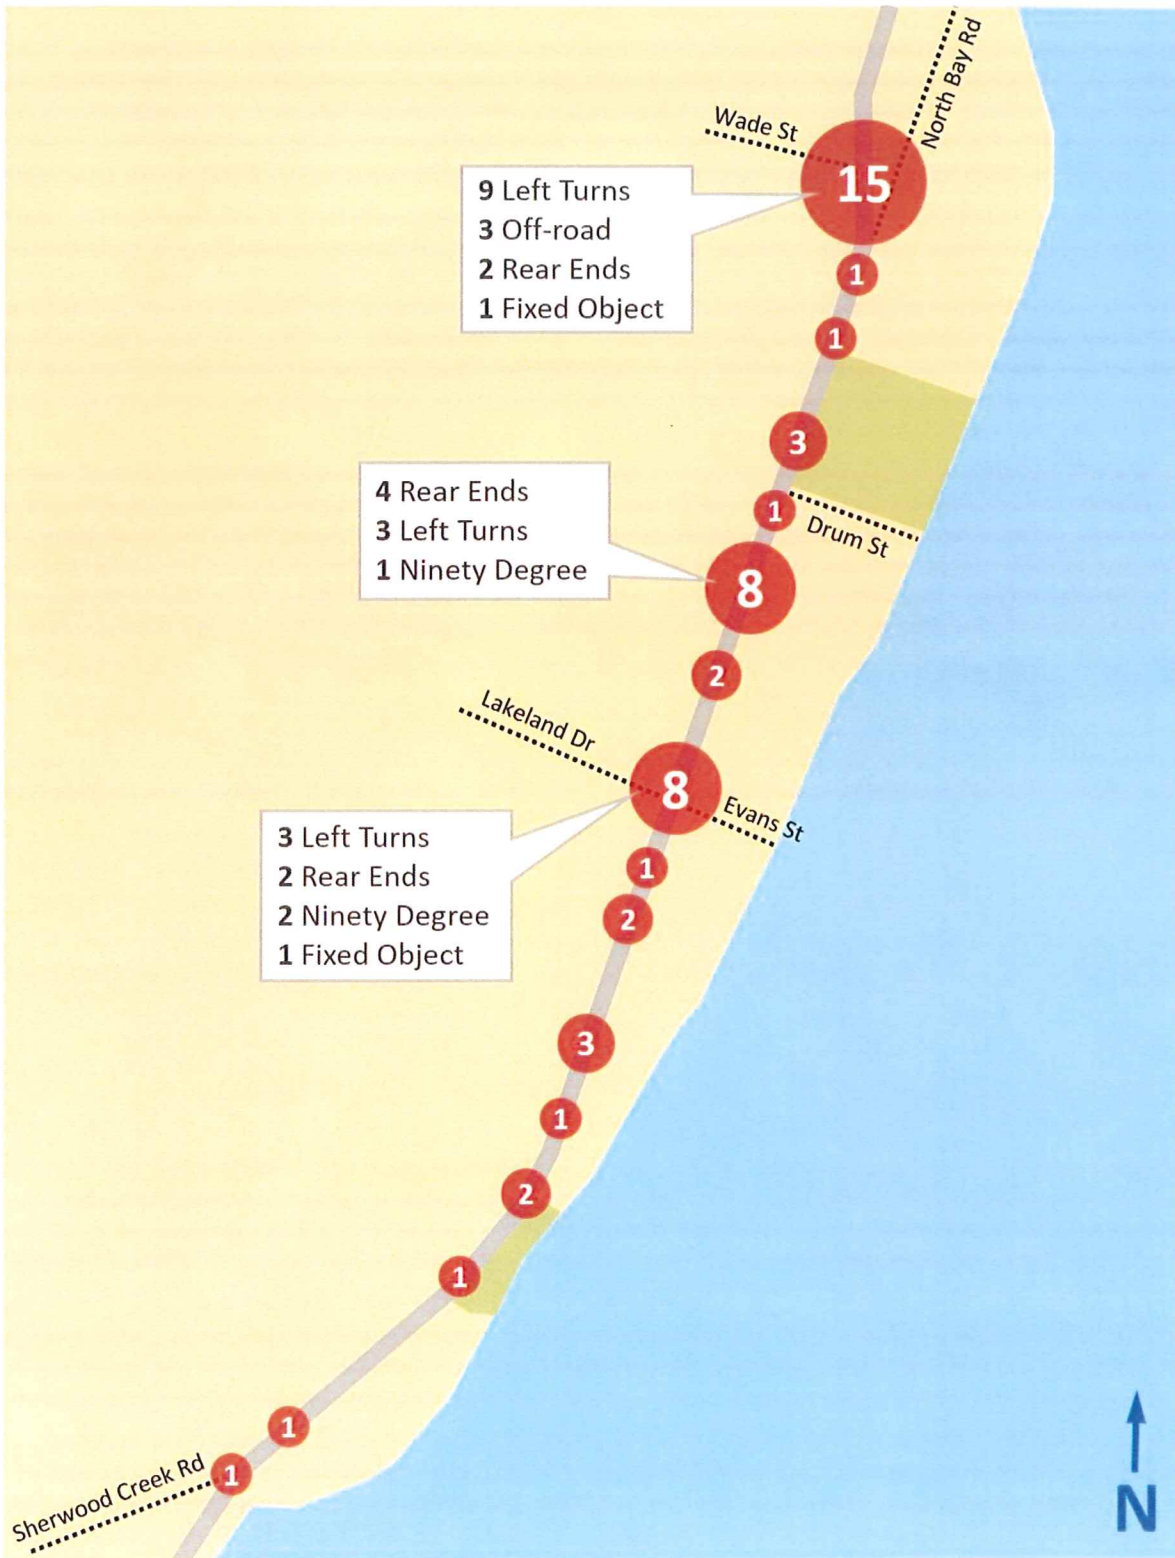 North Bay Rd
Wade St
15
9 Left Turns
3 Off-road
2 Rear Ends
1 Fixed Object
1
1
3
4 Rear Ends
3 Left Turns
1 Ninety Degree
1
Drum St
8
2
Lakeland Dr
8
Evans St
3 Left Turns
2 Rear Ends
2 Ninety Degree
1 Fixed Object
1
2
3
1
2
1
1
Sherwood Creek Rd
1
N